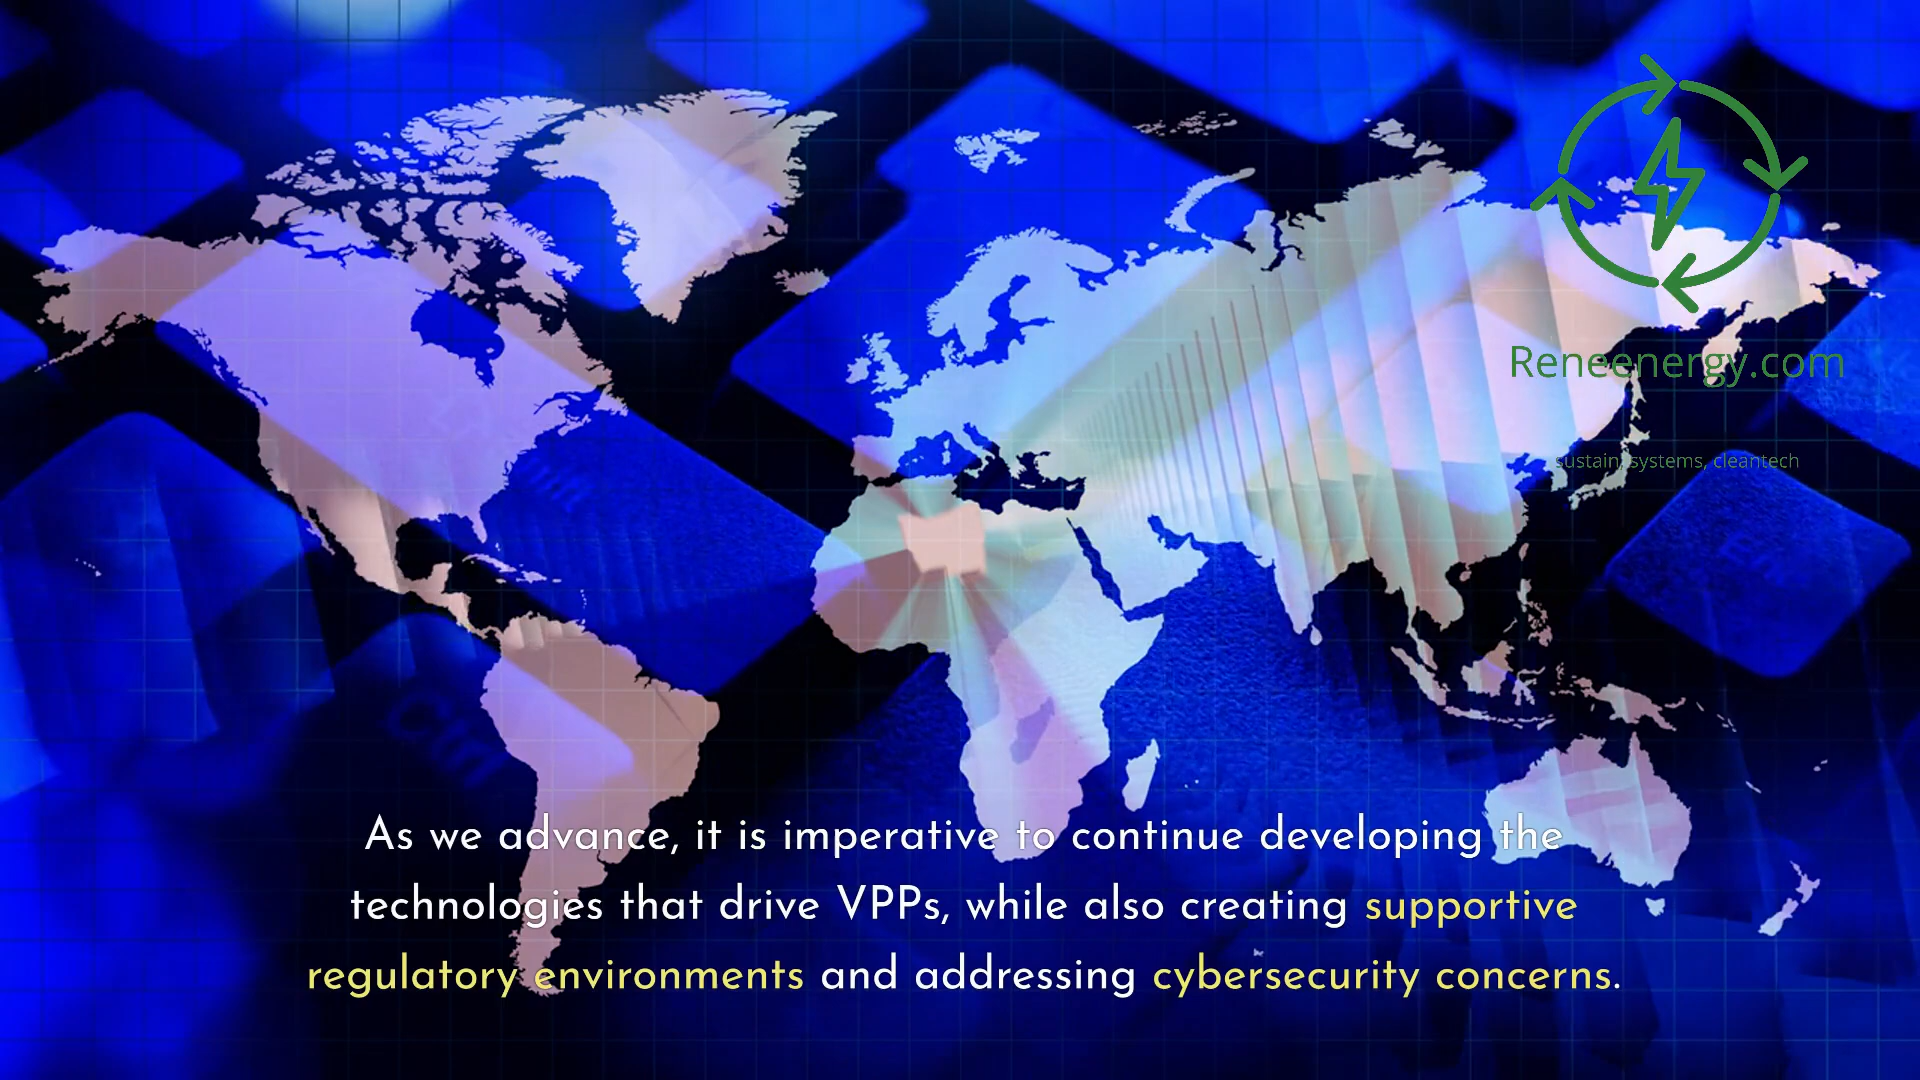 Reneenergy.com
sustain, systems, cleantech
Ctrl
As we advance, it is imperative to continue developing the
technologies that drive VPPs, while also creating supportive
regulatory environments and addressing cybersecurity concerns.